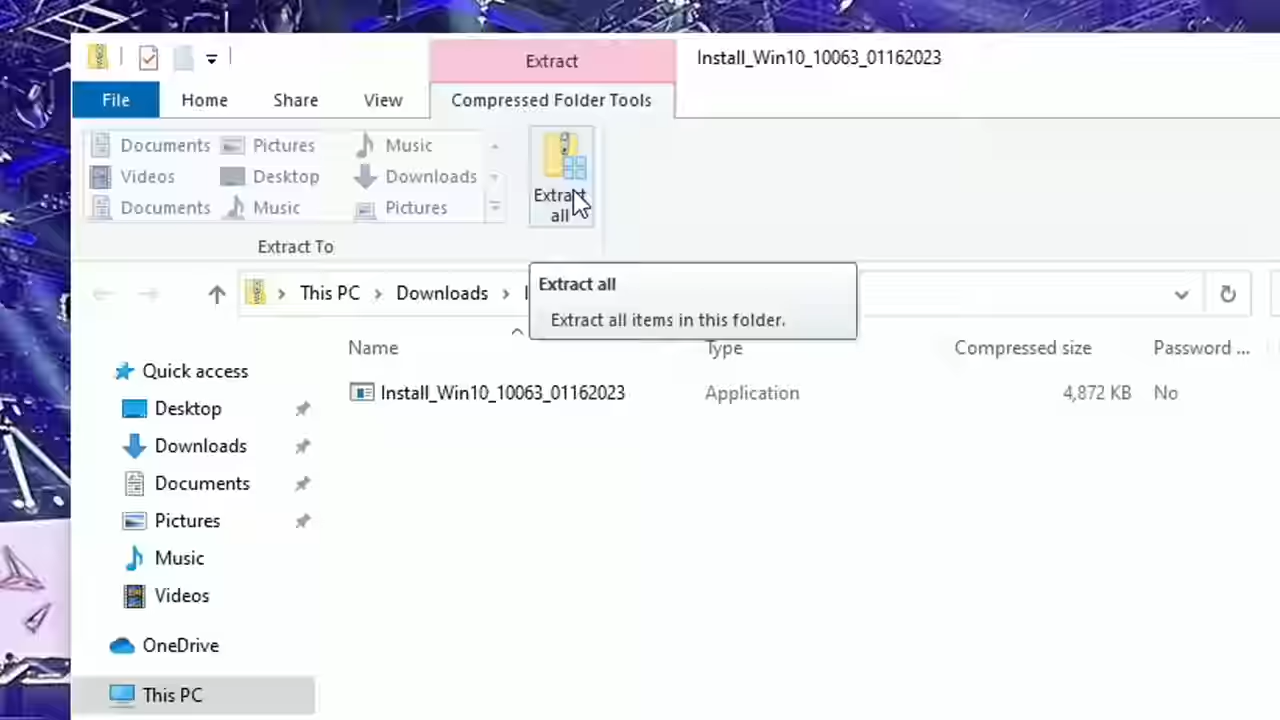 Extract
Install_Win10_10063_01162023
File
Home
Share
View
Compressed Folder Tools
Documents
Pictures
Music
Videos
Desktop
Downloads
Documents
Music
Pictures
Extract
all
Extract To
This PC
Downloads
Extract all
Extract all items in this folder.
Name
Type
Compressed size
Password ...
Install_Win10_10063_01162023
Application
4,872 KB
No
Quick access
Desktop
Downloads
Documents
Pictures
Music
Videos
OneDrive
This PC